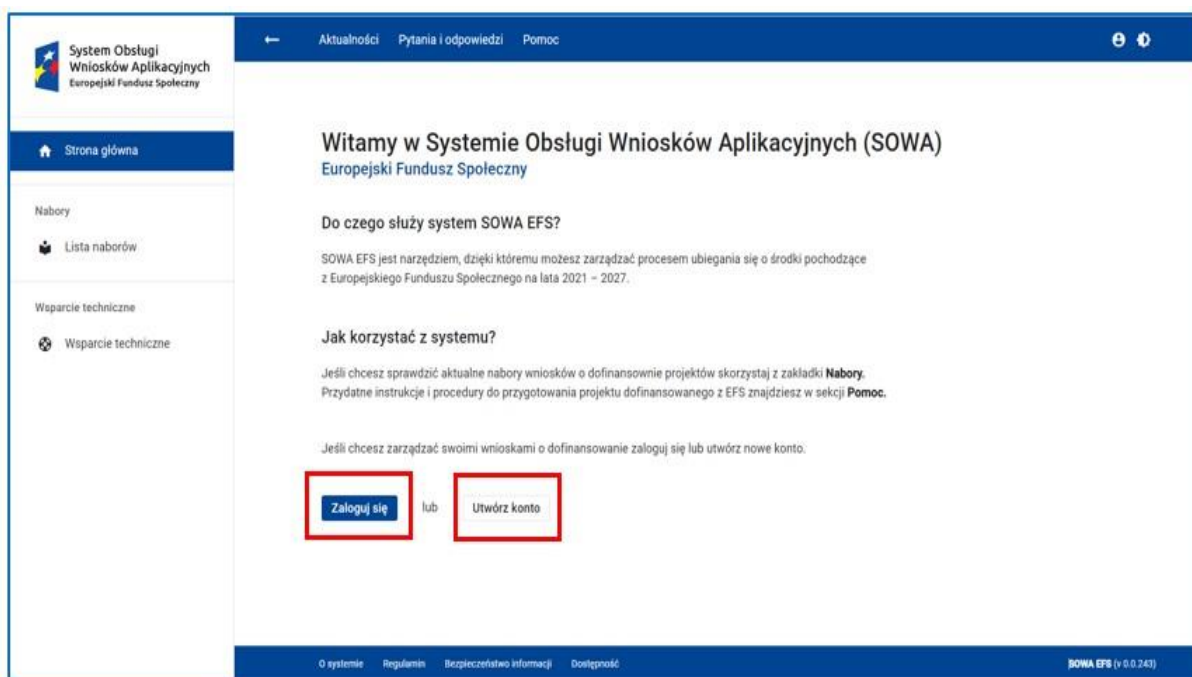 System Obsługi
Wniosków Aplikacyjnych
Europejski Fundusz Społeczny
Aktualności Pytania i odpowiedzi Pomoc
Strona główna
Nabory
Lista naborów
Wsparcie techniczne
Wsparcie techniczne
Witamy w Systemie Obsługi Wniosków Aplikacyjnych (SOWA)
Europejski Fundusz Społeczny
Do czego służy system SOWA EFS?
SOWA EFS jest narzędziem, dzięki któremu możesz zarządzać procesem ubiegania się o środki pochodzące
z Europejskiego Funduszu Społecznego na lata 2021 – 2027.
Jak korzystać z systemu?
Jeśli chcesz sprawdzić aktualne nabory wniosków o dofinansownie projektów skorzystaj z zakładki Nabory.
Przydatne instrukcje i procedury do przygotowania projektu dofinansowanego z EFS znajdziesz w sekcji Pomoc.
Jeśli chcesz zarządzać swoimi wnioskami o dofinansowanie zaloguj się lub utwórz nowe konto.
Zaloguj się lub Utwórz konto
O systemie Regulamin Bezpieczeństwo informacji Dostępność SOWA EFS (v 0.0.243)